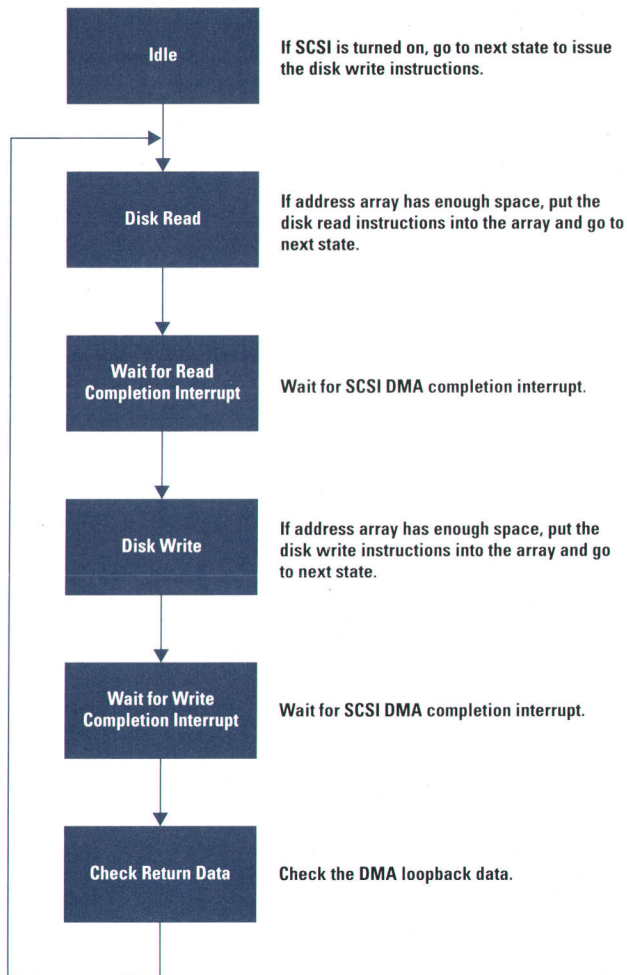 Idle
If SCSI is turned on, go to next state to issue
the disk write instructions.
Disk Read
If address array has enough space, put the
disk read instructions into the array and go to
next state.
Wait for Read
Completion Interrupt
Wait for SCSI DMA completion interrupt.
Disk Write
If address array has enough space, put the
disk write instructions into the array and go
to next state.
Wait for Write
Completion Interrupt
Wait for SCSI DMA completion interrupt.
Check Return Data
Check the DMA loopback data.